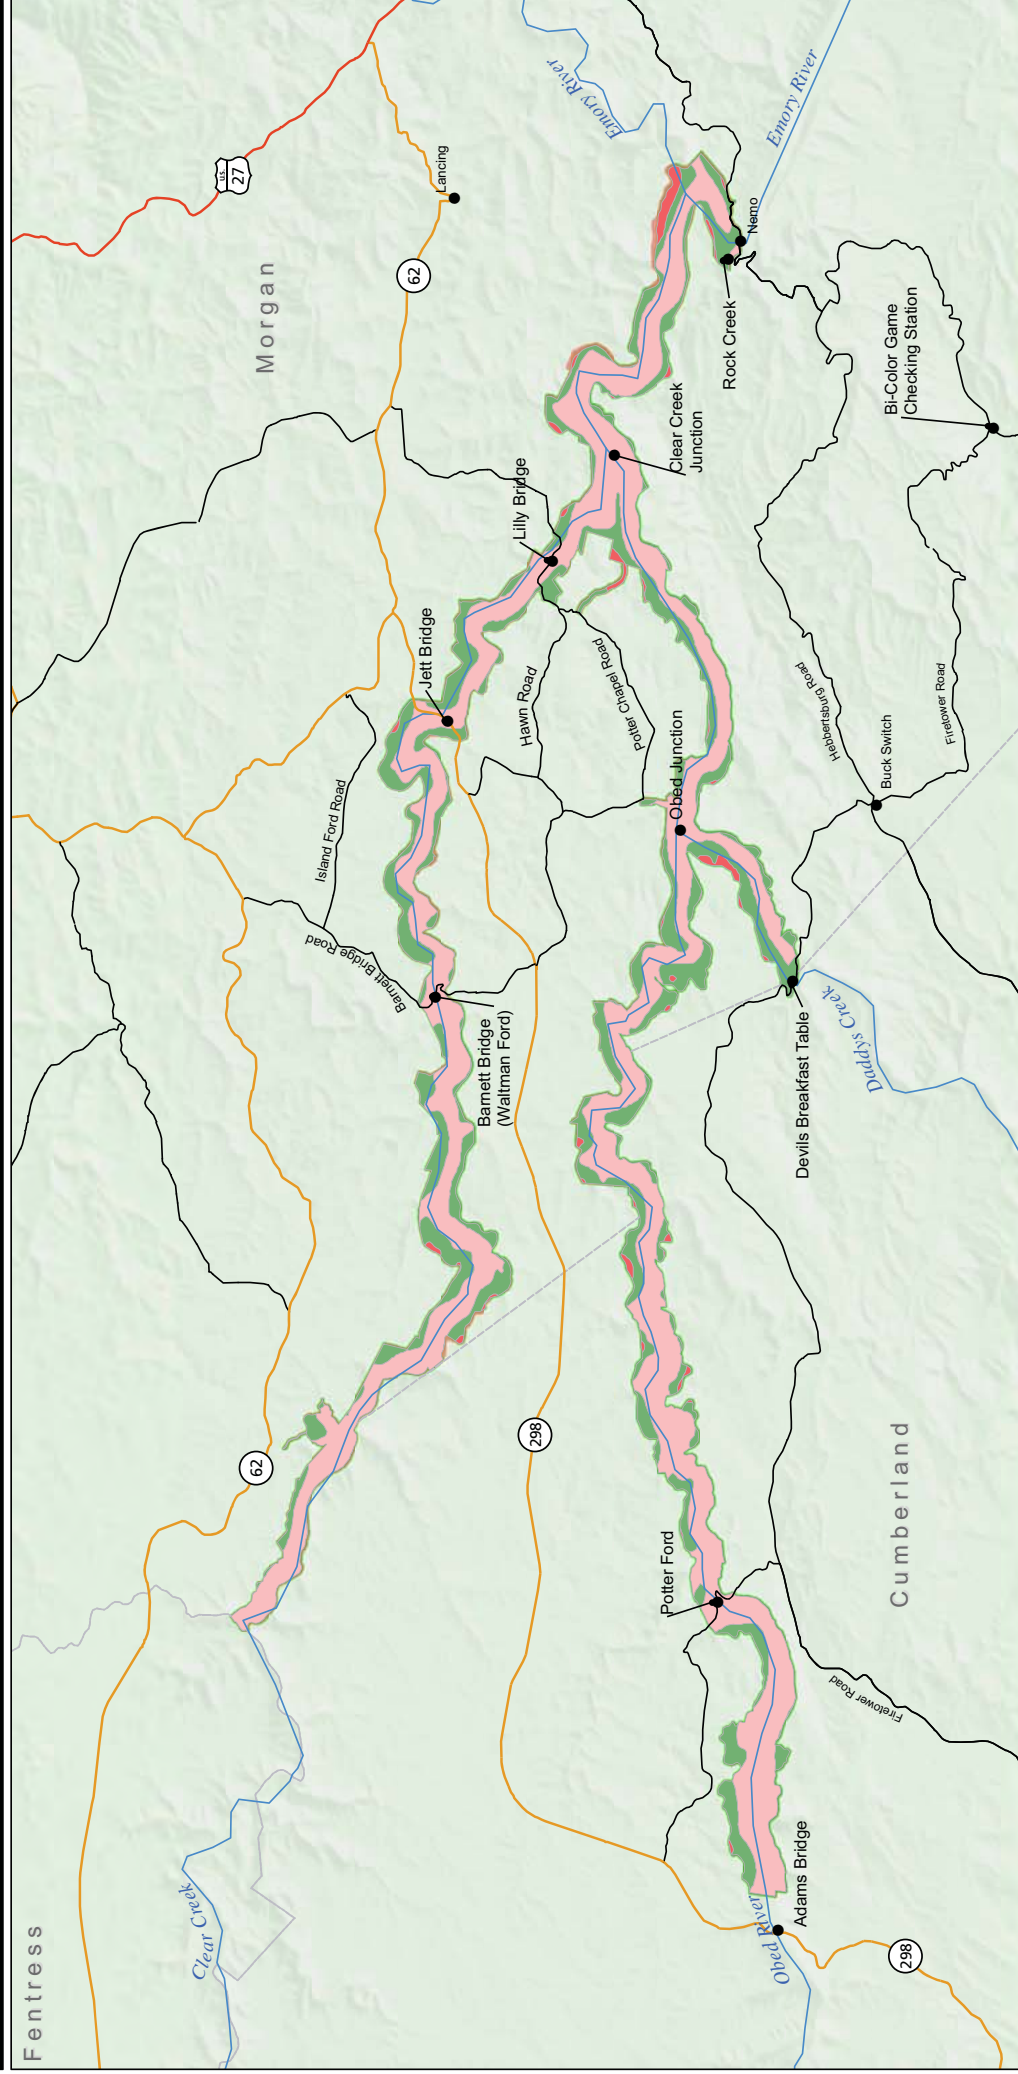 Fentress
Clear Creek
62
Morgan
U.S.
27
Lancing
62
Emory River
Emory River
Island Ford Road
Barnett Bridge Road
Jett Bridge
Lilly Bridge
Hawn Road
Potter Chapel Road
Barnett Bridge
(Waltman Ford)
Clear Creek
Junction
Rock Creek
Nemo
298
Obed Junction
Bi-Color Game
Checking Station
Hebbertsburg Road
Firetower Road
Buck Switch
Potter Ford
Devils Breakfast Table
Daddys Creek
Cumberland
Firetower Road
Obed River
Adams Bridge
298